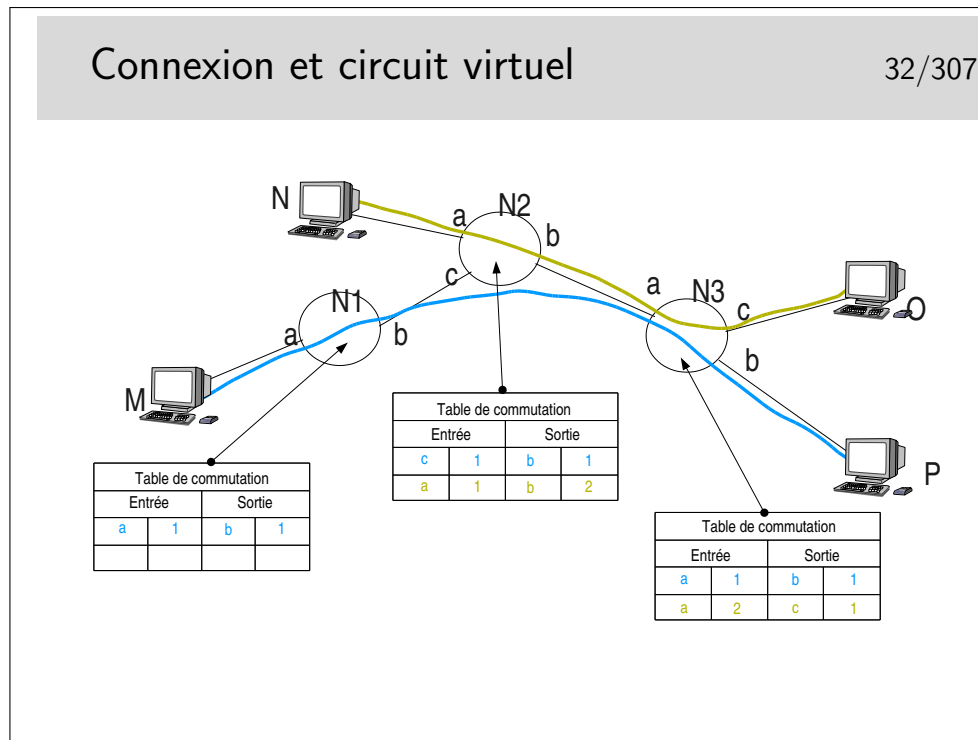 Connexion et circuit virtuel 32/307
N
N2
a
b
c
a
N3
c
O
N1
a
b
b
M
P
Table de commutation
Entrée Sortie
c 1 b 1
a 1 b 2
Table de commutation
Entrée Sortie
a 1 b 1
Table de commutation
Entrée Sortie
a 1 b 1
a 2 c 1